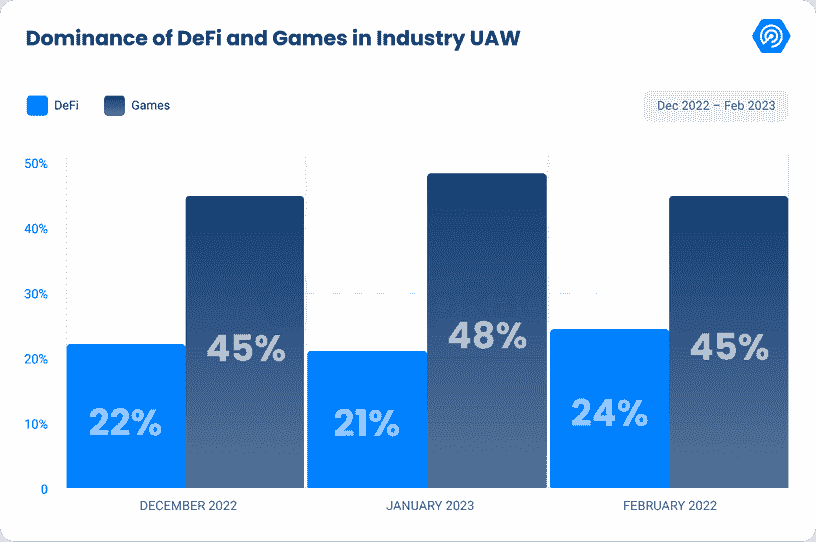 Dominance of DeFi and Games in Industry UAW
DeFi
Games
Dec 2022 – Feb 2023
50%
40%
30%
20%
10%
0
22%
45%
21%
48%
24%
45%
DECEMBER 2022
JANUARY 2023
FEBRUARY 2022